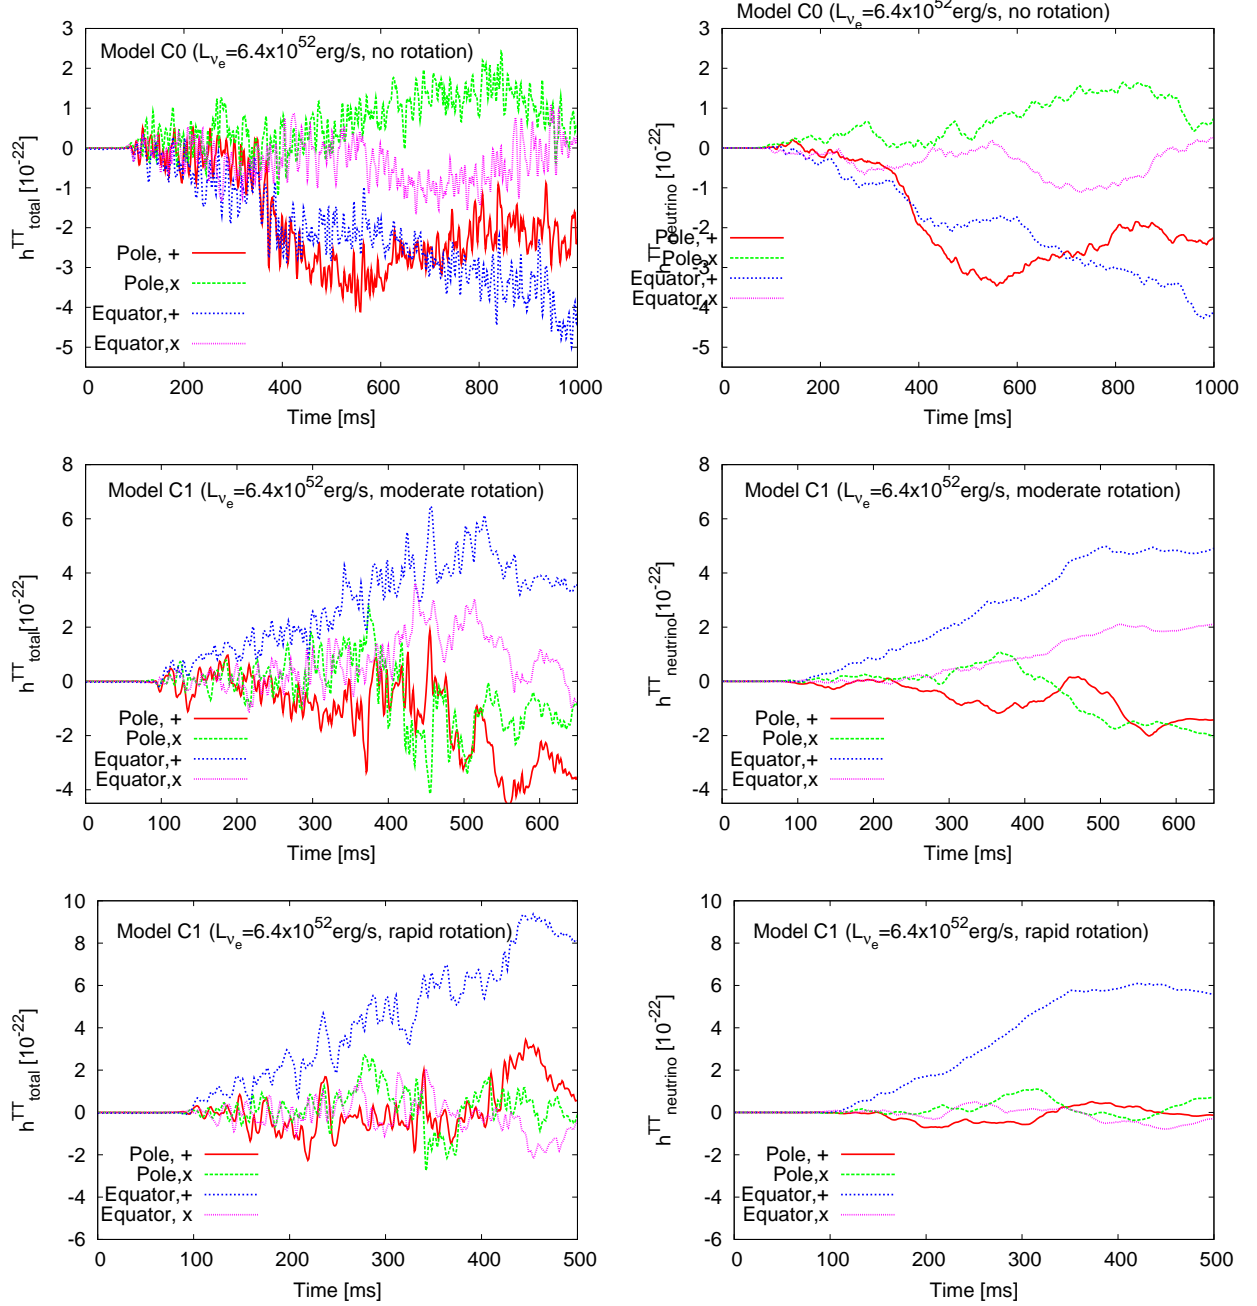 Model C0 (Lνe=6.4x10^52erg/s, no rotation)
h^TT total [10^-22]
3
2
1
0
-1
-2
-3
-4
-5
Pole, +
Pole,x
Equator,+
Equator,x
0 200 400 600 800 1000
Time [ms]
Model C0 (Lνe=6.4x10^52erg/s, no rotation)
h^TT neutrino [10^-22]
3
2
1
0
-1
-2
-3
-4
-5
Pole, +
Pole,x
Equator,+
Equator,x
0 200 400 600 800 1000
Time [ms]
Model C1 (Lνe=6.4x10^52erg/s, moderate rotation)
h^TT total[10^-22]
8
6
4
2
0
-2
-4
Pole, +
Pole,x
Equator,+
Equator,x
0 100 200 300 400 500 600
Time [ms]
Model C1 (Lνe=6.4x10^52erg/s, moderate rotation)
h^TT neutrino[10^-22]
8
6
4
2
0
-2
-4
Pole, +
Pole,x
Equator,+
Equator,x
0 100 200 300 400 500 600
Time [ms]
Model C1 (Lνe=6.4x10^52erg/s, rapid rotation)
h^TT total [10^-22]
10
8
6
4
2
0
-2
-4
-6
Pole, +
Pole,x
Equator,+
Equator, x
0 100 200 300 400 500
Time [ms]
Model C1 (Lνe=6.4x10^52erg/s, rapid rotation)
h^TT neutrino [10^-22]
10
8
6
4
2
0
-2
-4
-6
Pole, +
Pole,x
Equator,+
Equator,x
0 100 200 300 400 500
Time [ms]